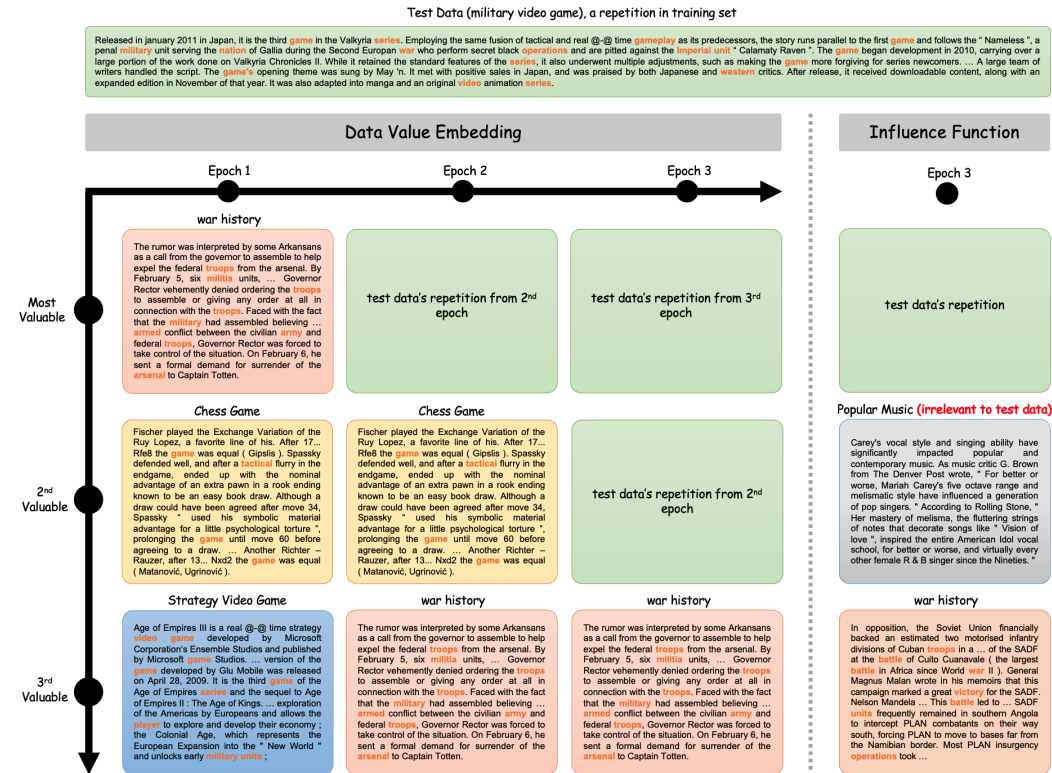 Test Data (military video game), a repetition in training set
Released in january 2011 in Japan, it is the third game in the Valkyria series. Employing the same fusion of tactical and real @-@ time gameplay as its predecessors, the story runs parallel to the first game and follows the " Nameless ", a
penal military unit serving the nation of Gallia during the Second Europan war who perform secret black operations and are pitted against the Imperial unit " Calamaty Raven ". The game began development in 2010, carrying over a
large portion of the work done on Valkyria Chronicles II. While it retained the standard features of the series, it also underwent multiple adjustments, such as making the game more forgiving for series newcomers. ... A large team of
writers handled the script. The game's opening theme was sung by May 'n. It met with positive sales in Japan, and was praised by both Japanese and western critics. After release, it received downloadable content, along with an
expanded edition in November of that year. It was also adapted into manga and an original video animation series.
Data Value Embedding
Influence Function
Epoch 1
Epoch 2
Epoch 3
Epoch 3
war history
Most
Valuable
The rumor was interpreted by some Arkansans
as a call from the governor to assemble to help
expel the federal troops from the arsenal. By
February 5, six militia units, ... Governor
Rector vehemently denied ordering the troops
to assemble or giving any order at all in
connection with the troops. Faced with the fact
that the military had assembled believing ...
armed conflict between the civilian army and
federal troops, Governor Rector was forced to
take control of the situation. On February 6, he
sent a formal demand for surrender of the
arsenal to Captain Totten.
test data's repetition from 2nd
epoch
test data's repetition from 3rd
epoch
test data's repetition
Chess Game
Chess Game
Popular Music (irrelevant to test data)
2nd
Valuable
Fischer played the Exchange Variation of the
Ruy Lopez, a favorite line of his. After 17...
Rfe8 the game was equal ( Gipslis ). Spassky
defended well, and after a tactical flurry in the
endgame, ended up with the nominal
advantage of an extra pawn in a rook ending
known to be an easy book draw. Although a
draw could have been agreed after move 34,
Spassky " used his symbolic material
advantage for a little psychological torture ",
prolonging the game until move 60 before
agreeing to a draw. ... Another Richter –
Rauzer, after 13... Nxd2 the game was equal
( Matanović, Ugrinović ).
Fischer played the Exchange Variation of the
Ruy Lopez, a favorite line of his. After 17...
Rfe8 the game was equal ( Gipslis ). Spassky
defended well, and after a tactical flurry in the
endgame, ended up with the nominal
advantage of an extra pawn in a rook ending
known to be an easy book draw. Although a
draw could have been agreed after move 34,
Spassky " used his symbolic material
advantage for a little psychological torture ",
prolonging the game until move 60 before
agreeing to a draw. ... Another Richter –
Rauzer, after 13... Nxd2 the game was equal
( Matanović, Ugrinović ).
test data's repetition from 2nd
epoch
Carey's vocal style and singing ability have
significantly impacted popular and
contemporary music. As music critic G. Brown
from The Denver Post wrote, " For better or
worse, Mariah Carey's five octave range and
melismatic style have influenced a generation
of pop singers. " According to Rolling Stone, "
Her mastery of melisma, the fluttering strings
of notes that decorate songs like " Vision of
love ", inspired the entire American Idol vocal
school, for better or worse, and virtually every
other female R & B singer since the Nineties. "
Strategy Video Game
war history
war history
war history
3rd
Valuable
Age of Empires III is a real @-@ time strategy
video game developed by Microsoft
Corporation's Ensemble Studios and published
by Microsoft game Studios. ... version of the
game developed by Glu Mobile was released
on April 28, 2009. It is the third game of the
Age of Empires series and the sequel to Age
of Empires II : The Age of Kings. ... exploration
of the Americas by Europeans and allows the
player to explore and develop their economy ;
the Colonial Age, which represents the
European Expansion into the " New World "
and unlocks early military units ;
The rumor was interpreted by some Arkansans
as a call from the governor to assemble to help
expel the federal troops from the arsenal. By
February 5, six militia units, ... Governor
Rector vehemently denied ordering the troops
to assemble or giving any order at all in
connection with the troops. Faced with the fact
that the military had assembled believing ...
armed conflict between the civilian army and
federal troops, Governor Rector was forced to
take control of the situation. On February 6, he
sent a formal demand for surrender of the
arsenal to Captain Totten.
The rumor was interpreted by some Arkansans
as a call from the governor to assemble to help
expel the federal troops from the arsenal. By
February 5, six militia units, ... Governor
Rector vehemently denied ordering the troops
to assemble or giving any order at all in
connection with the troops. Faced with the fact
that the military had assembled believing ...
armed conflict between the civilian army and
federal troops, Governor Rector was forced to
take control of the situation. On February 6, he
sent a formal demand for surrender of the
arsenal to Captain Totten.
In opposition, the Soviet Union financially
backed an estimated two motorised infantry
divisions of Cuban troops in a ... of the SADF
at the battle of Cuito Cuanavale ( the largest
battle in Africa since World war II ). General
Magnus Malan wrote in his memoirs that this
campaign marked a great victory for the SADF.
Nelson Mandela ... This battle led to ... SADF
units frequently remained in southern Angola
to intercept PLAN combatants on their way
south, forcing PLAN to move to bases far from
the Namibian border. Most PLAN insurgency
operations took ...